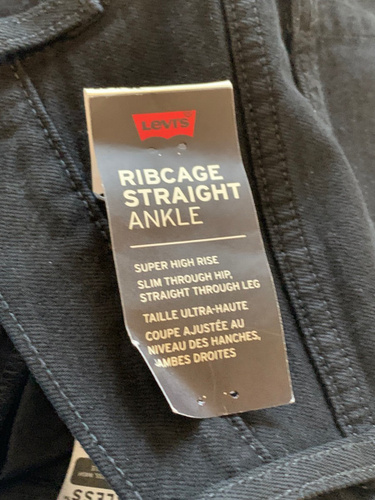 Levi's
RIBCAGE
STRAIGHT
ANKLE
SUPER HIGH RISE
SLIM THROUGH HIP,
STRAIGHT THROUGH LEG
TAILLE ULTRA-HAUTE
COUPE AJUSTÉE AU
NIVEAU DES HANCHES,
JAMBES DROITES